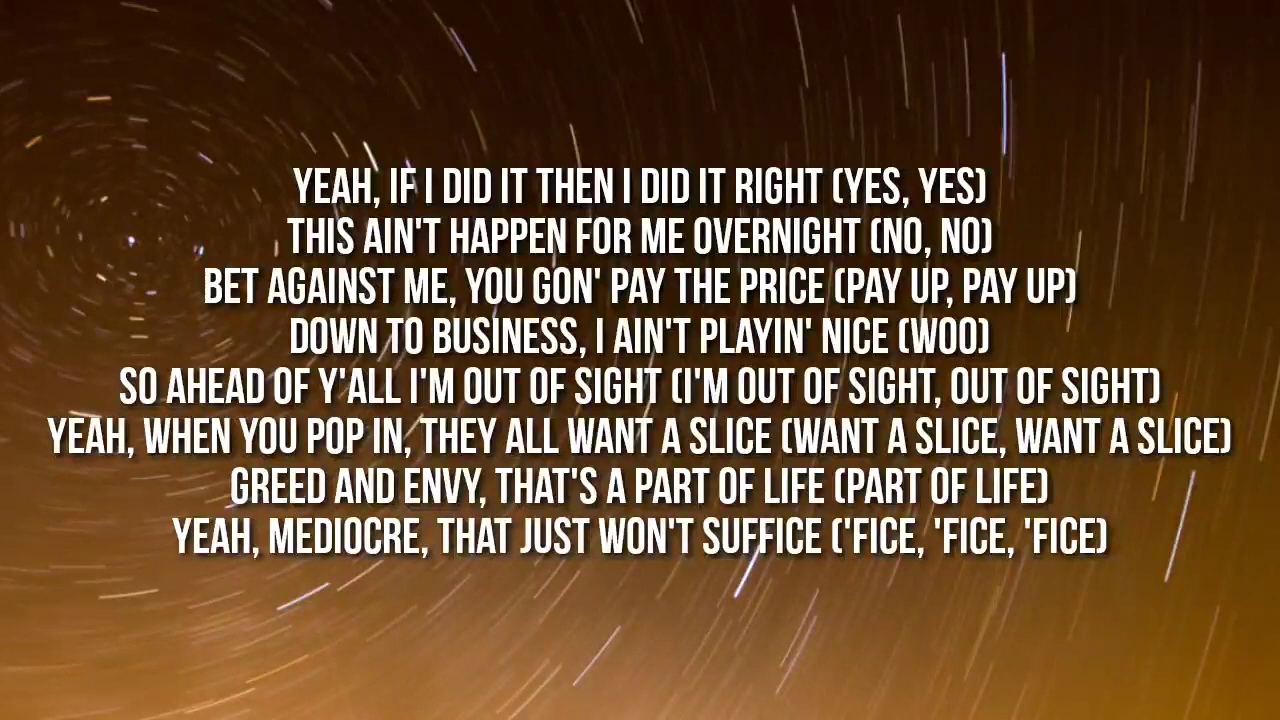 YEAH, IF I DID IT THEN I DID IT RIGHT (YES, YES)
THIS AIN'T HAPPEN FOR ME OVERNIGHT (NO, NO)
BET AGAINST ME, YOU GON' PAY THE PRICE (PAY UP, PAY UP)
DOWN TO BUSINESS, I AIN'T PLAYIN' NICE (WOO)
SO AHEAD OF Y'ALL I'M OUT OF SIGHT (I'M OUT OF SIGHT, OUT OF SIGHT)
YEAH, WHEN YOU POP IN, THEY ALL WANT A SLICE (WANT A SLICE, WANT A SLICE)
GREED AND ENVY, THAT'S A PART OF LIFE (PART OF LIFE)
YEAH, MEDIOCRE, THAT JUST WON'T SUFFICE ('FICE, 'FICE, 'FICE)